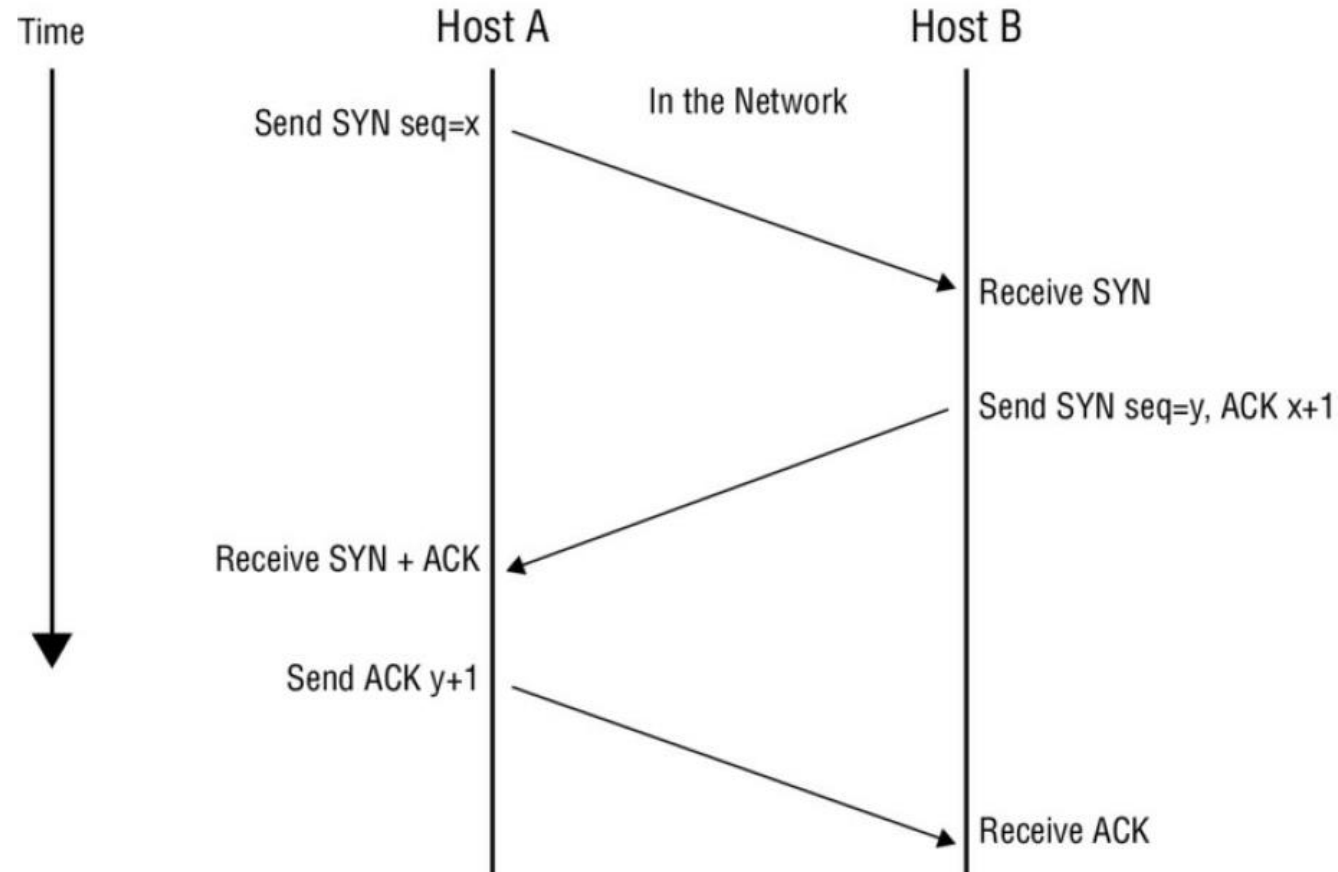 Time
Host A
Host B
In the Network
Send SYN seq=x
Receive SYN
Send SYN seq=y, ACK x+1
Receive SYN + ACK
Send ACK y+1
Receive ACK